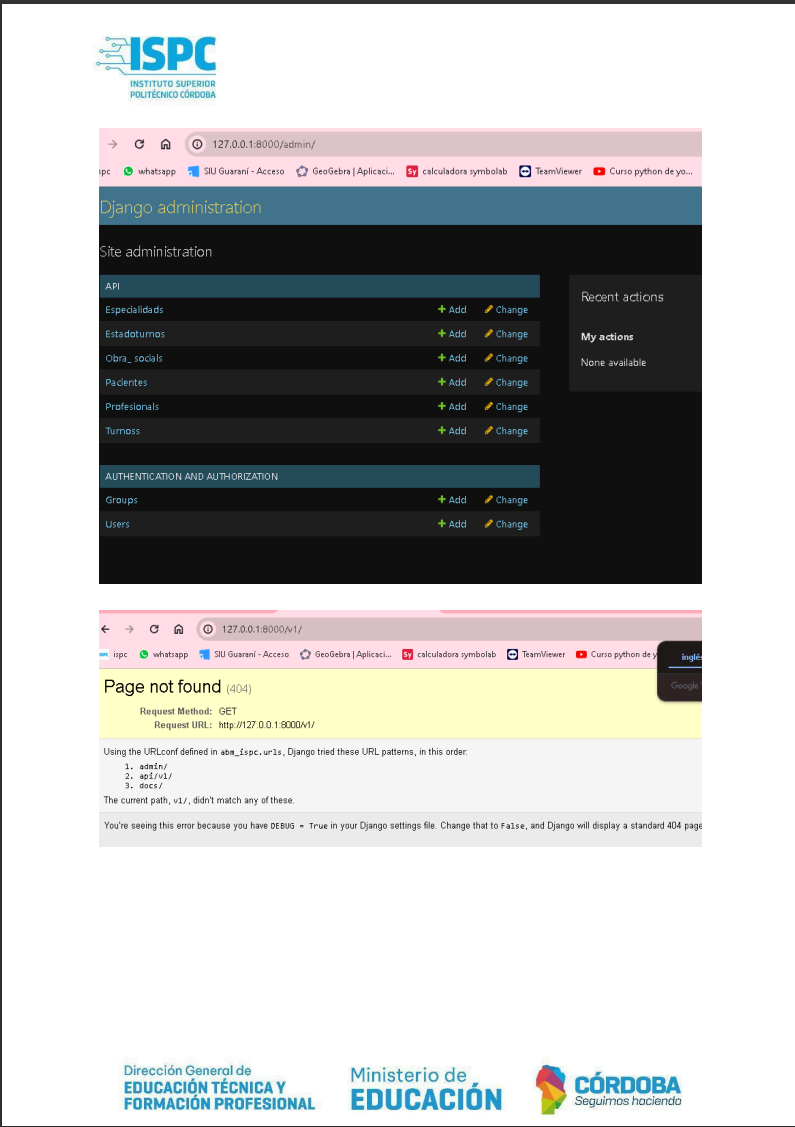 ISPC
INSTITUTO SUPERIOR
POLITÉCNICO CÓRDOBA
127.0.0.1:8000/admin/
spc whatsapp SIU Guaraní - Acceso GeoGebra | Aplicaci... Sy calculadora symbolab TeamViewer Curso python de yo...
Django administration
Site administration
API
Especialidads Add Change
Estadoturnos Add Change
Obra_ socials Add Change
Pacientes Add Change
Profesionals Add Change
Turnoss Add Change
AUTHENTICATION AND AUTHORIZATION
Groups Add Change
Users Add Change
Recent actions
My actions
None available
127.0.0.1:8000/v1/
ispc ispc whatsapp SIU Guaraní - Acceso GeoGebra | Aplicaci... Sy calculadora symbolab TeamViewer Curso python de y
inglés
Google
Page not found (404)
Request Method: GET
Request URL: http://127.0.0.1:8000/v1/
Using the URLconf defined in abm_ispc.urls, Django tried these URL patterns, in this order:
1. admin/
2. api/v1/
3. docs/
The current path, v1/, didn't match any of these.
You're seeing this error because you have DEBUG = True in your Django settings file. Change that to False, and Django will display a standard 404 page
Dirección General de
EDUCACIÓN TÉCNICA Y
FORMACIÓN PROFESIONAL
Ministerio de
EDUCACIÓN
CÓRDOBA
Seguimos haciendo